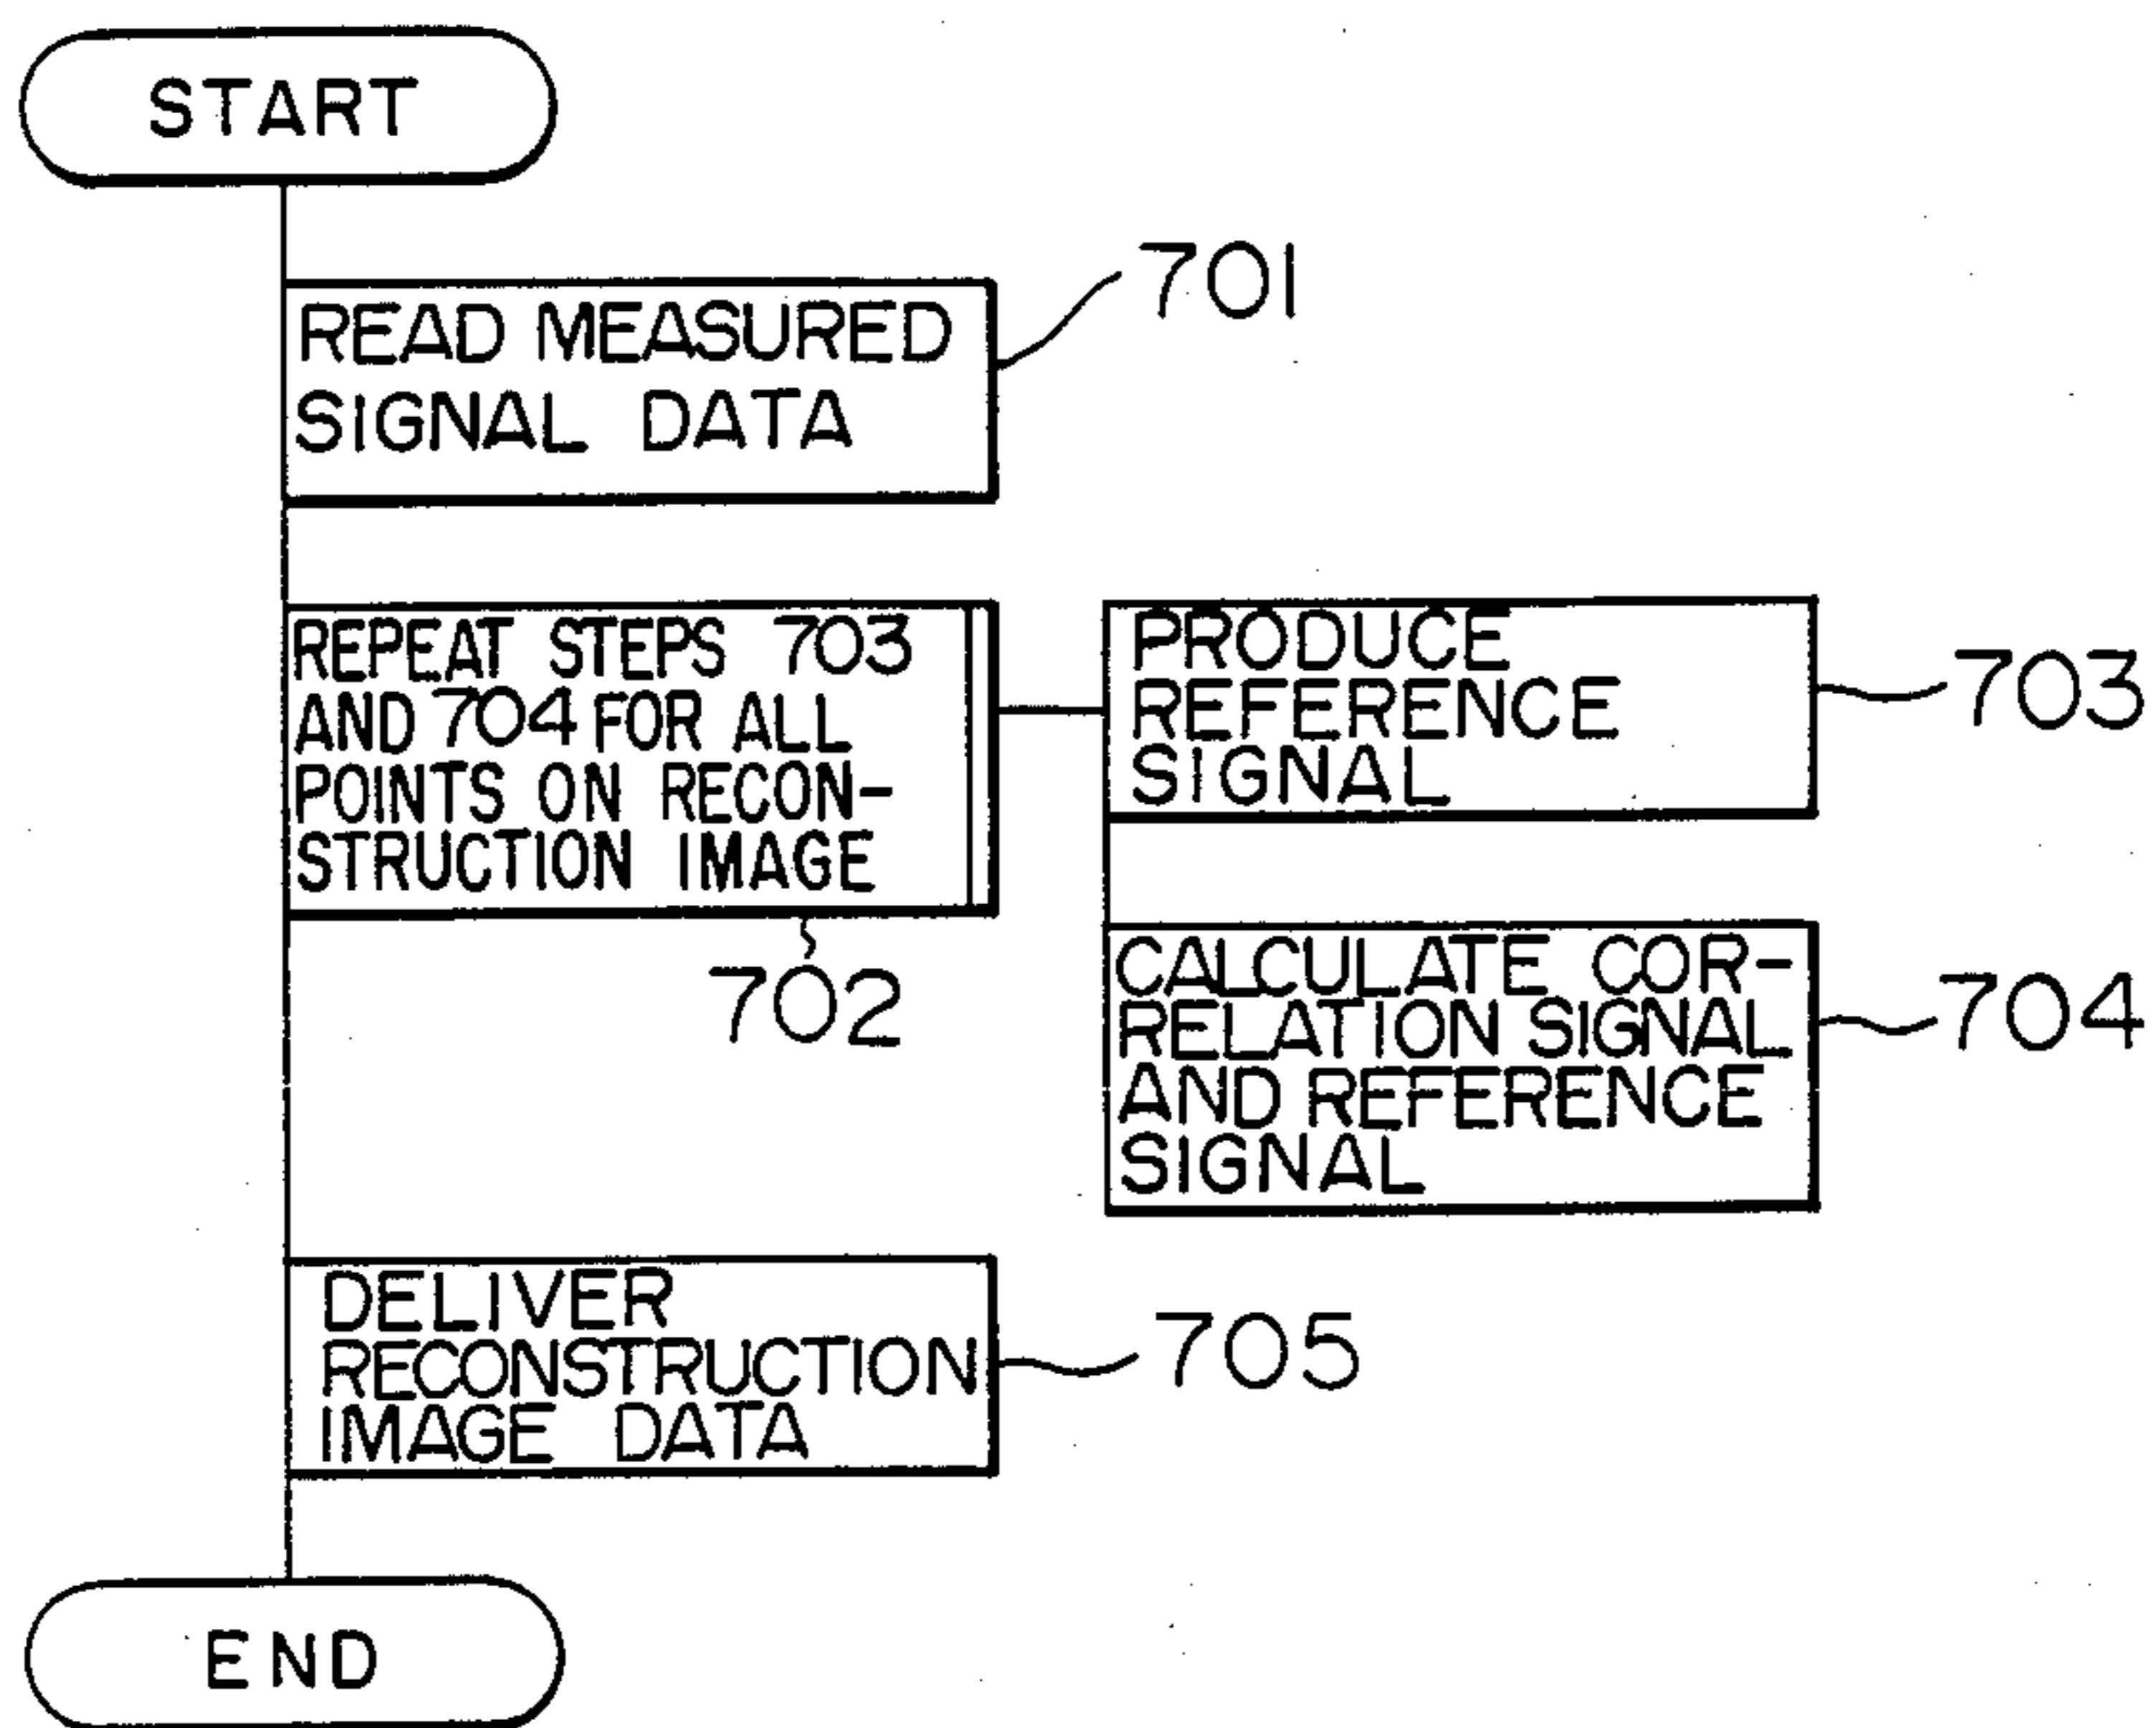 START
READ MEASURED
SIGNAL DATA
701
REPEAT STEPS 703
AND 704 FOR ALL
POINTS ON RECON-
STRUCTION IMAGE
702
PRODUCE
REFERENCE
SIGNAL
703
CALCULATE COR-
RELATION SIGNAL
AND REFERENCE
SIGNAL
704
DELIVER
RECONSTRUCTION
IMAGE DATA
705
END